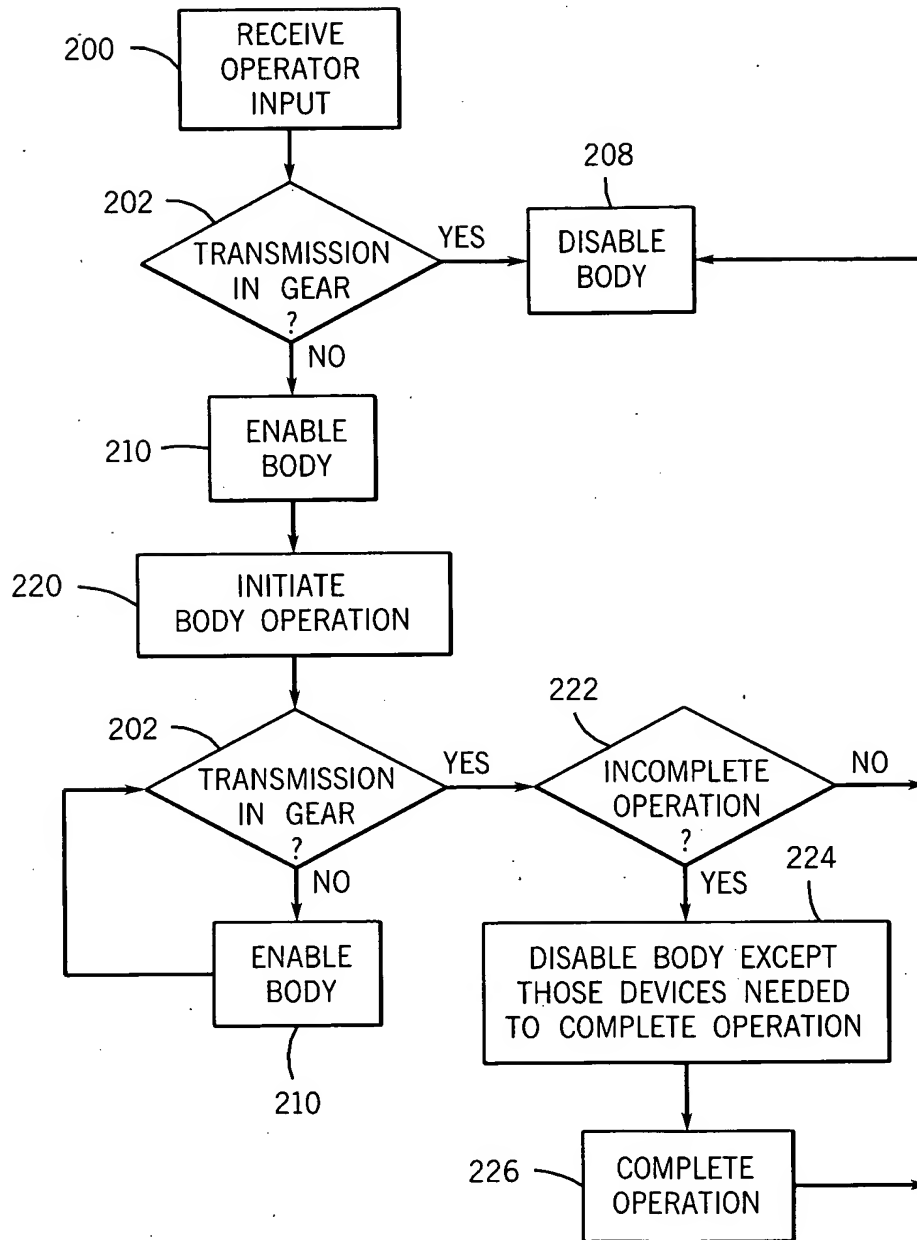 200
RECEIVE
OPERATOR
INPUT
202
TRANSMISSION
IN GEAR
?
YES
208
DISABLE
BODY
NO
210
ENABLE
BODY
220
INITIATE
BODY OPERATION
202
TRANSMISSION
IN GEAR
?
YES
222
INCOMPLETE
OPERATION
?
NO
NO
YES
224
ENABLE
BODY
210
DISABLE BODY EXCEPT
THOSE DEVICES NEEDED
TO COMPLETE OPERATION
226
COMPLETE
OPERATION